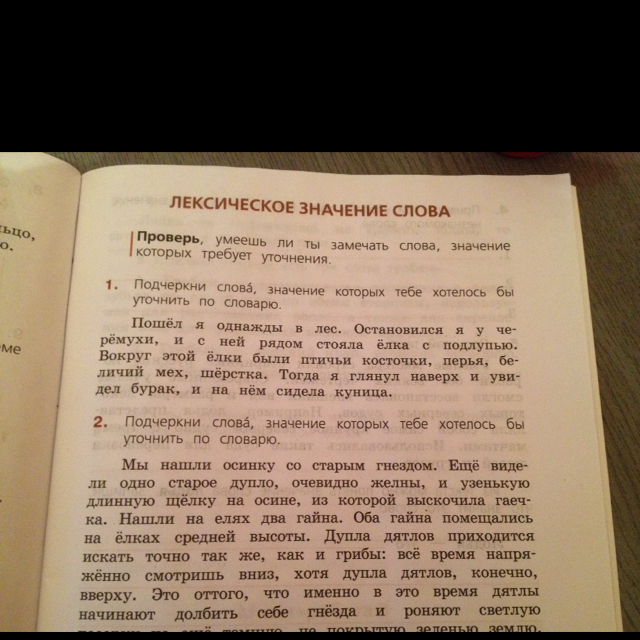 ЛЕКСИЧЕСКОЕ ЗНАЧЕНИЕ СЛОВА
Проверь, умеешь ли ты замечать слова, значение
которых требует уточнения.
1. Подчеркни слова́, значение которых тебе хотелось бы
уточнить по словарю.
Пошёл я однажды в лес. Остановился я у че-
рёмухи, и с ней рядом стояла ёлка с подлупью.
Вокруг этой ёлки были птичьи косточки, перья, бе-
личий мех, шёрстка. Тогда я глянул наверх и уви-
дел бурак, и на нём сидела куница.
2. Подчеркни слова́, значение которых тебе хотелось бы
уточнить по словарю.
Мы нашли осинку со старым гнездом. Ещё виде-
ли одно старое дупло, очевидно желны, и узенькую
длинную щёлку на осине, из которой выскочила гаеч-
ка. Нашли на елях два гайна. Оба гайна помещались
на ёлках средней высоты. Дупла дятлов приходится
искать точно так же, как и грибы: всё время напря-
жённо смотришь вниз, хотя дупла дятлов, конечно,
вверху. Это оттого, что именно в это время дятлы
начинают долбить себе гнёзда и роняют светлую
ещё тёмную, не покрытую зеленью землю.